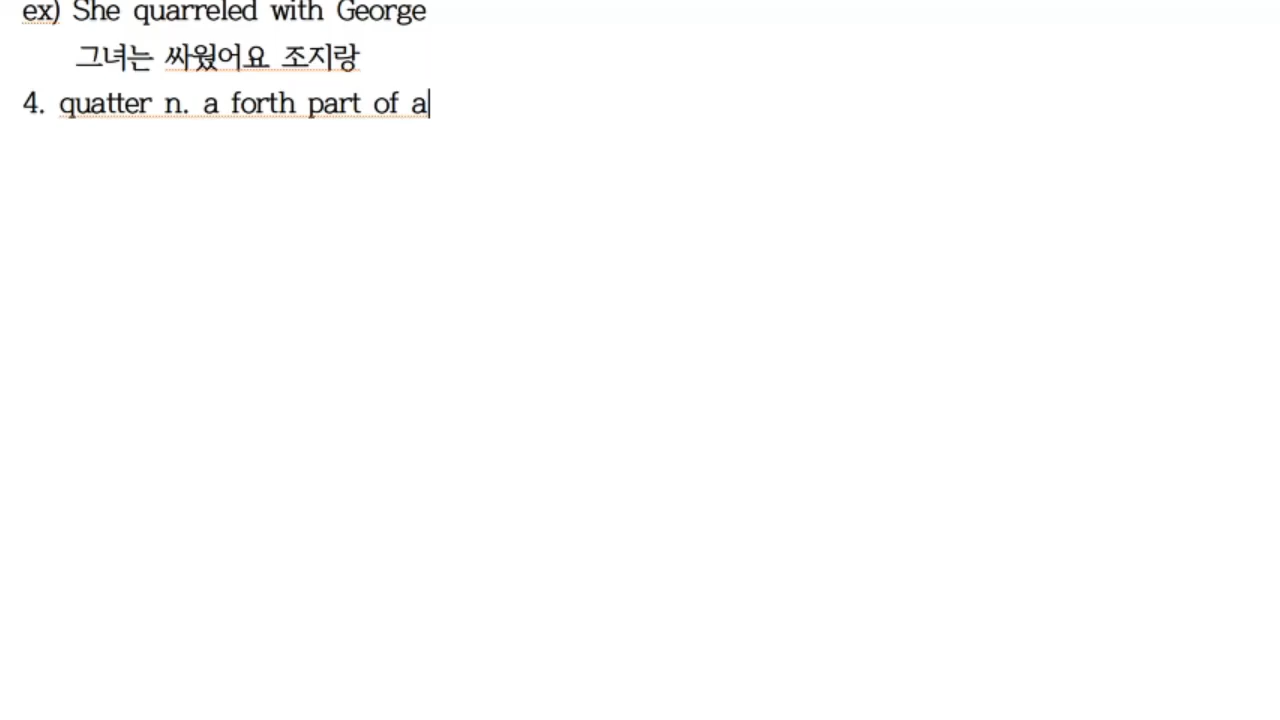 ex) She quarreled with George
그녀는 싸웠어요 조지랑
4. quatter n. a forth part of a